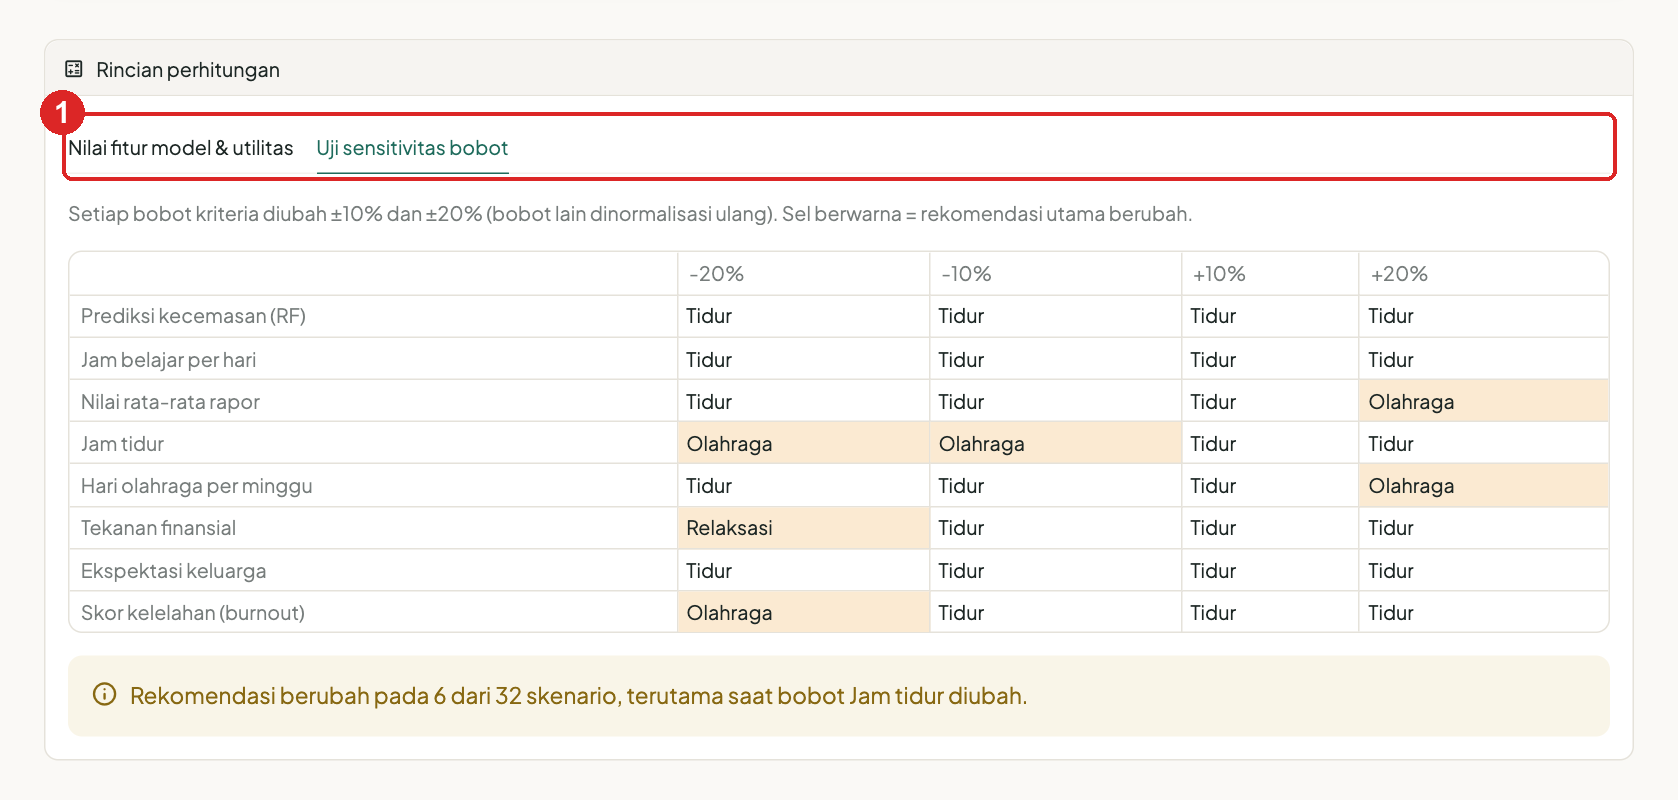 Rincian perhitungan
1
Nilai fitur model & utilitas Uji sensitivitas bobot
Setiap bobot kriteria diubah ±10% dan ±20% (bobot lain dinormalisasi ulang). Sel berwarna = rekomendasi utama berubah.
-20% -10% +10% +20%
Prediksi kecemasan (RF) Tidur Tidur Tidur Tidur
Jam belajar per hari Tidur Tidur Tidur Tidur
Nilai rata-rata rapor Tidur Tidur Tidur Olahraga
Jam tidur Olahraga Olahraga Tidur Tidur
Hari olahraga per minggu Tidur Tidur Tidur Olahraga
Tekanan finansial Relaksasi Tidur Tidur Tidur
Ekspektasi keluarga Tidur Tidur Tidur Tidur
Skor kelelahan (burnout) Olahraga Tidur Tidur Tidur
Rekomendasi berubah pada 6 dari 32 skenario, terutama saat bobot Jam tidur diubah.